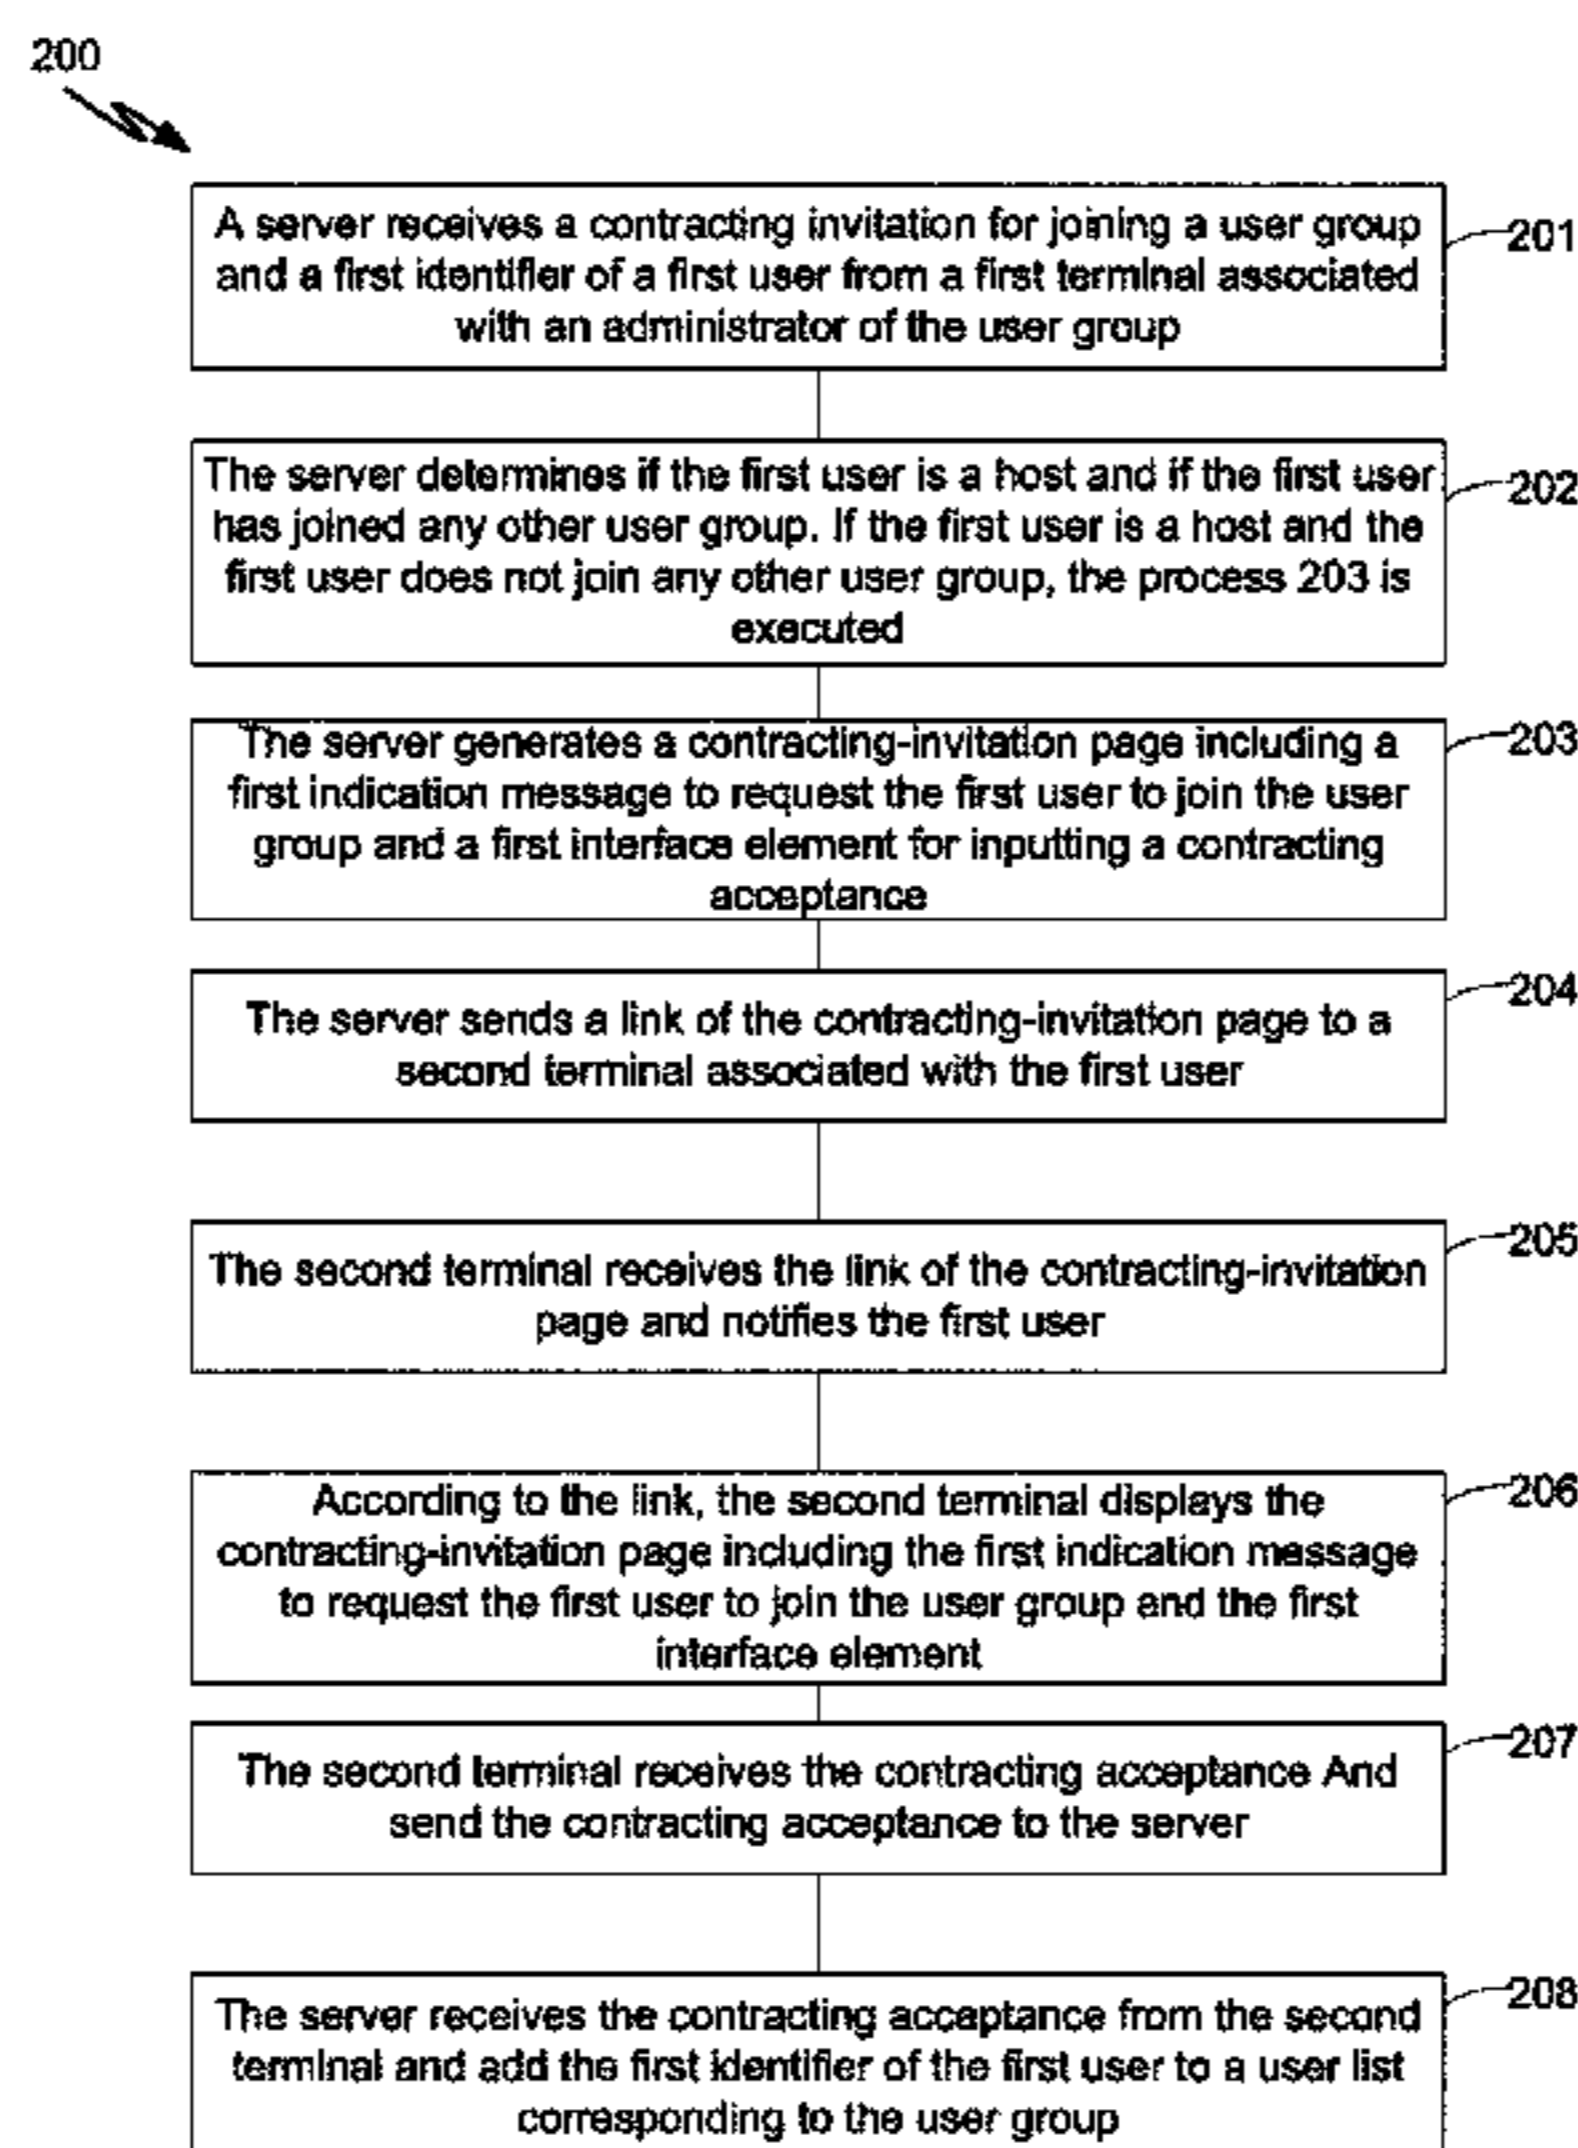 200
A server receives a contracting invitation for joining a user group
and a first identifier of a first user from a first terminal associated
with an administrator of the user group
201
The server determines if the first user is a host and if the first user
has joined any other user group. If the first user is a host and the
first user does not join any other user group, the process 203 is
executed
202
The server generates a contracting-invitation page including a
first indication message to request the first user to join the user
group and a first interface element for inputting a contracting
acceptance
203
The server sends a link of the contracting-invitation page to a
second terminal associated with the first user
204
The second terminal receives the link of the contracting-invitation
page and notifies the first user
205
According to the link, the second terminal displays the
contracting-invitation page including the first indication message
to request the first user to join the user group and the first
interface element
206
The second terminal receives the contracting acceptance And
send the contracting acceptance to the server
207
The server receives the contracting acceptance from the second
terminal and add the first identifier of the first user to a user list
corresponding to the user group
208